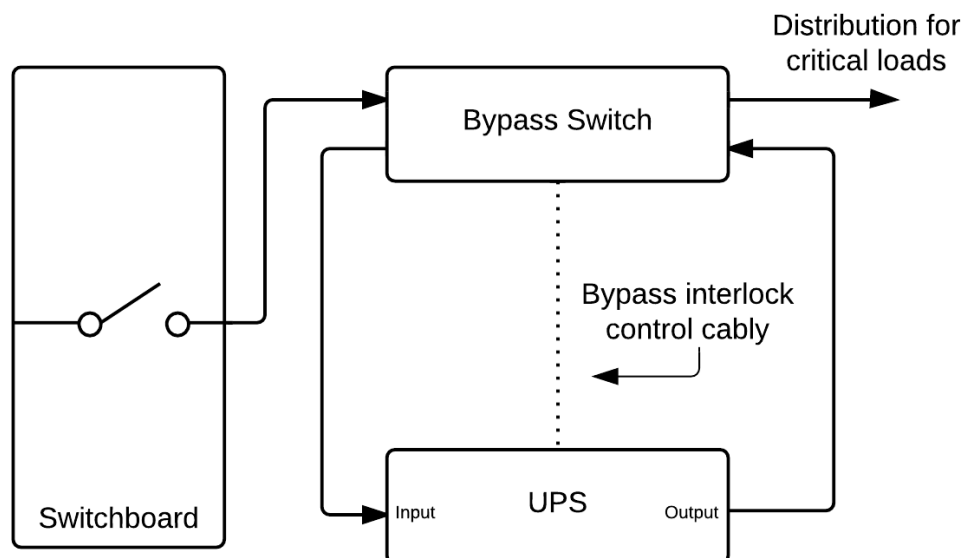 Distribution for
critical loads
Bypass Switch
Bypass interlock
control cably
Switchboard
Input
UPS
Output